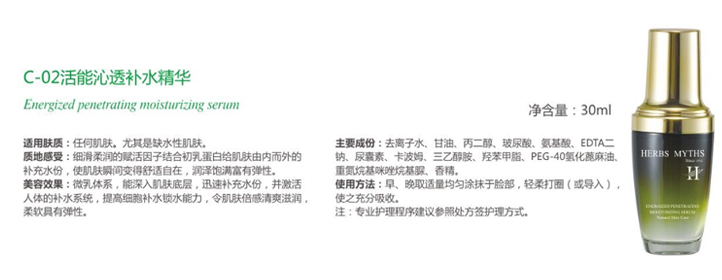 C-02活能沁透补水精华
Energized penetrating moisturizing serum
净含量：30ml
适用肤质：任何肌肤。尤其是缺水性肌肤。
质地感受：细滑柔润的赋活因子结合初乳蛋白给肌肤由内而外的
补充水份，使肌肤瞬间变得舒适自在，润泽饱满富有弹性。
美容效果：微乳体系，能深入肌肤底层，迅速补充水份，并激活
人体的补水系统，提高细胞补水锁水能力，令肌肤倍感清爽滋润，
柔软具有弹性。
主要成份：去离子水、甘油、丙二醇、玻尿酸、氨基酸、EDTA二
钠、尿囊素、卡波姆、三乙醇胺、羟苯甲脂、PEG-40氢化蓖麻油、
重氮烷基咪唑烷基脲、香精。
使用方法：早、晚取适量均匀涂抹于脸部，轻柔打圈（或导入），
使之充分吸收。
注：专业护理程序建议参照处方签护理方式。
HERBS MYTHS
Since 1952
H
ENERGIZED PENETRATING
MOISTURIZING SERUM
Natural Skin Care